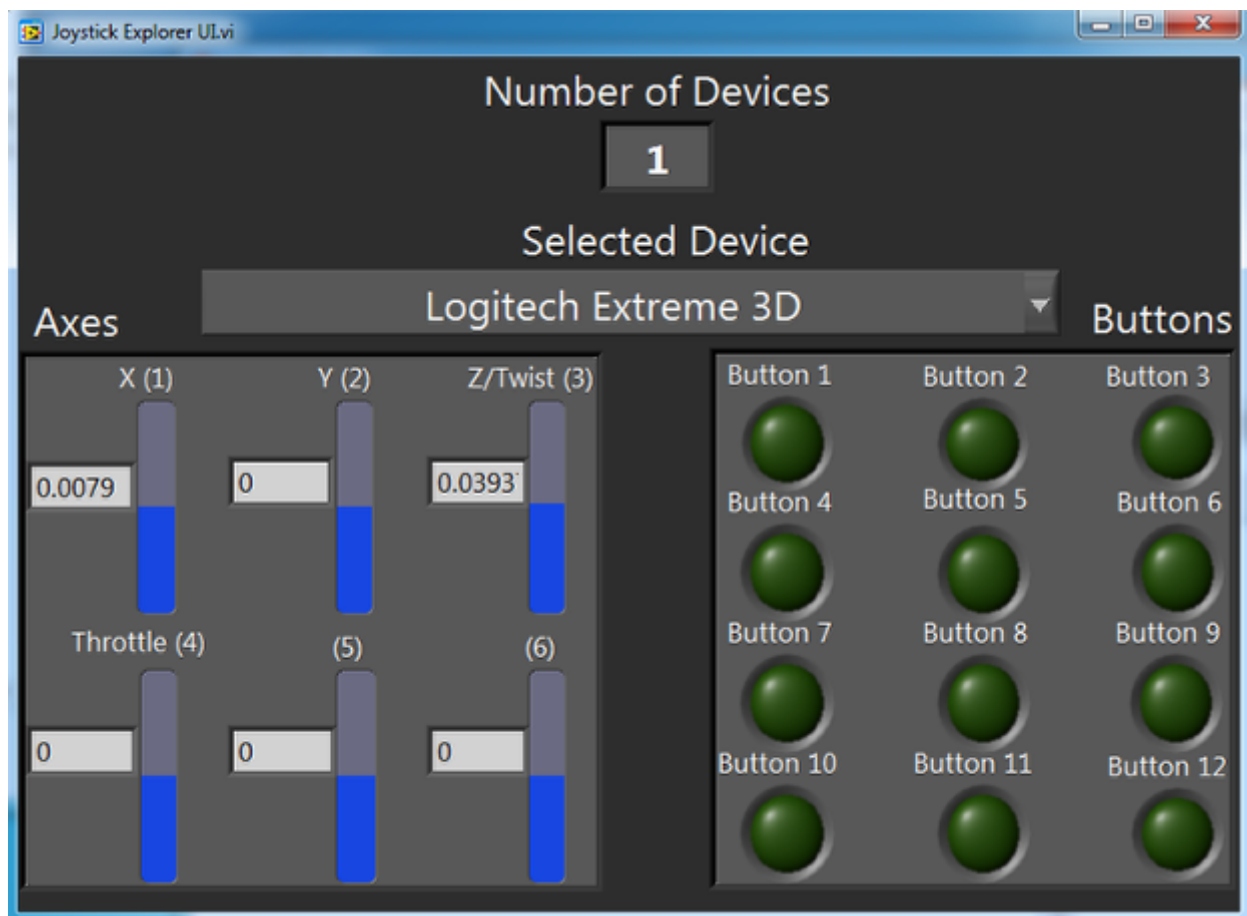 Joystick Explorer UI.vi
Number of Devices
1
Selected Device
Logitech Extreme 3D
Axes
X (1) Y (2) Z/Twist (3)
0.0079 0 0.0393
Throttle (4) (5) (6)
0 0 0
Buttons
Button 1 Button 2 Button 3
Button 4 Button 5 Button 6
Button 7 Button 8 Button 9
Button 10 Button 11 Button 12